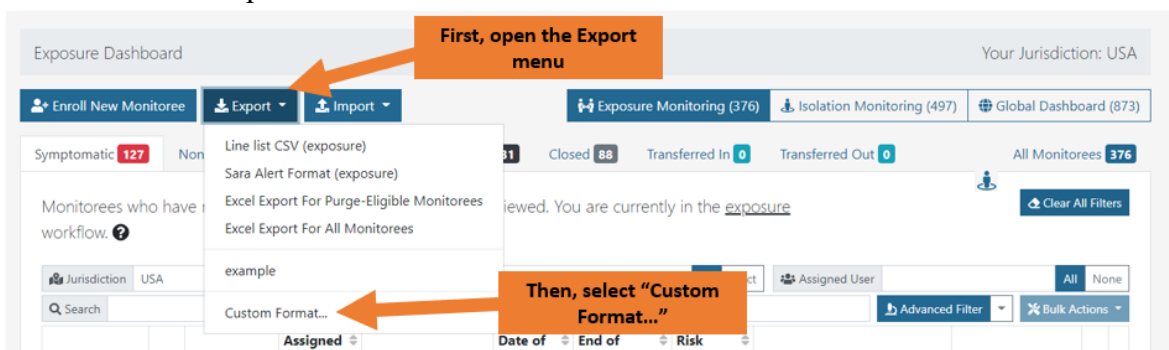 First, open the Export
menu
Exposure Dashboard Your Jurisdiction: USA
Enroll New Monitoree Export Import Exposure Monitoring (376) Isolation Monitoring (497) Global Dashboard (873)
Symptomatic 127 Non Closed 88 Transferred In 0 Transferred Out 0 All Monitorees 376
Line list CSV (exposure)
Sara Alert Format (exposure)
Monitorees who have Excel Export For Purge-Eligible Monitorees iewed. You are currently in the exposure Clear All Filters
workflow. Excel Export For All Monitorees
Jurisdiction USA example Assigned User All None
Then, select “Custom
Format…”
Search Custom Format... Advanced Filter Bulk Actions
Assigned Date of End of Risk